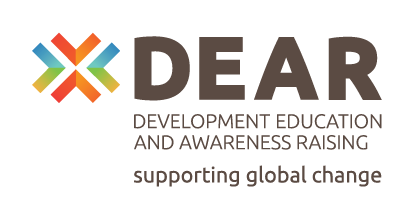 DEAR
DEVELOPMENT EDUCATION
AND AWARENESS RAISING
supporting global change